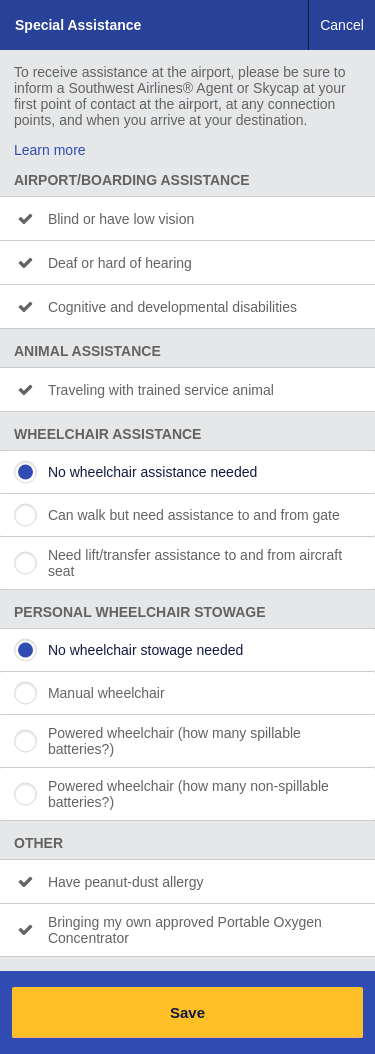 Special Assistance
Cancel
To receive assistance at the airport, please be sure to
inform a Southwest Airlines® Agent or Skycap at your
first point of contact at the airport, at any connection
points, and when you arrive at your destination.
Learn more
AIRPORT/BOARDING ASSISTANCE
Blind or have low vision
Deaf or hard of hearing
Cognitive and developmental disabilities
ANIMAL ASSISTANCE
Traveling with trained service animal
WHEELCHAIR ASSISTANCE
No wheelchair assistance needed
Can walk but need assistance to and from gate
Need lift/transfer assistance to and from aircraft
seat
PERSONAL WHEELCHAIR STOWAGE
No wheelchair stowage needed
Manual wheelchair
Powered wheelchair (how many spillable
batteries?)
Powered wheelchair (how many non-spillable
batteries?)
OTHER
Have peanut-dust allergy
Bringing my own approved Portable Oxygen
Concentrator
Save